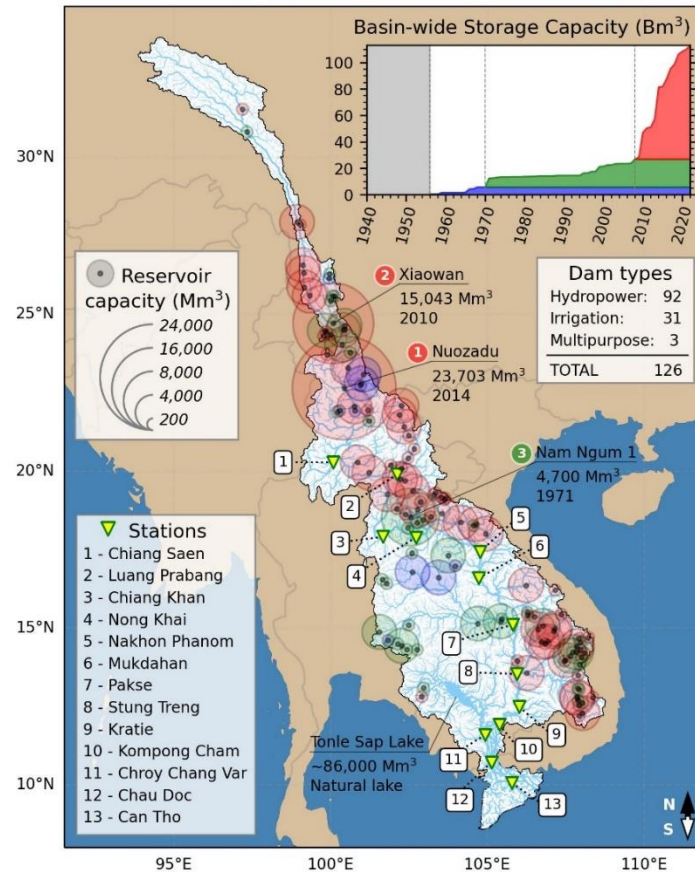 Basin-wide Storage Capacity (Bm³)
100
80
60
40
20
0
1940
1950
1960
1970
1980
1990
2000
2010
2020
30°N
25°N
20°N
15°N
10°N
95°E
100°E
105°E
110°E
Reservoir
capacity (Mm³)
24,000
16,000
8,000
4,000
200
2 Xiaowan
15,043 Mm³
2010
1 Nuozadu
23,703 Mm³
2014
3 Nam Ngum 1
4,700 Mm³
1971
Dam types
Hydropower: 92
Irrigation: 31
Multipurpose: 3
TOTAL 126
1
2
3
4
5
6
7
8
9
10
11
12
13
Stations
1 - Chiang Saen
2 - Luang Prabang
3 - Chiang Khan
4 - Nong Khai
5 - Nakhon Phanom
6 - Mukdahan
7 - Pakse
8 - Stung Treng
9 - Kratie
10 - Kompong Cham
11 - Chroy Chang Var
12 - Chau Doc
13 - Can Tho
Tonle Sap Lake
~86,000 Mm³
Natural lake
N
S